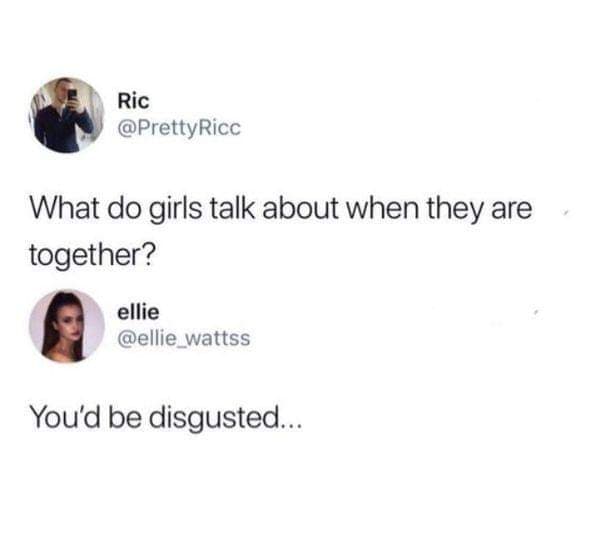 Ric
@PrettyRicc
What do girls talk about when they are
together?
ellie
@ellie_wattss
You'd be disgusted...